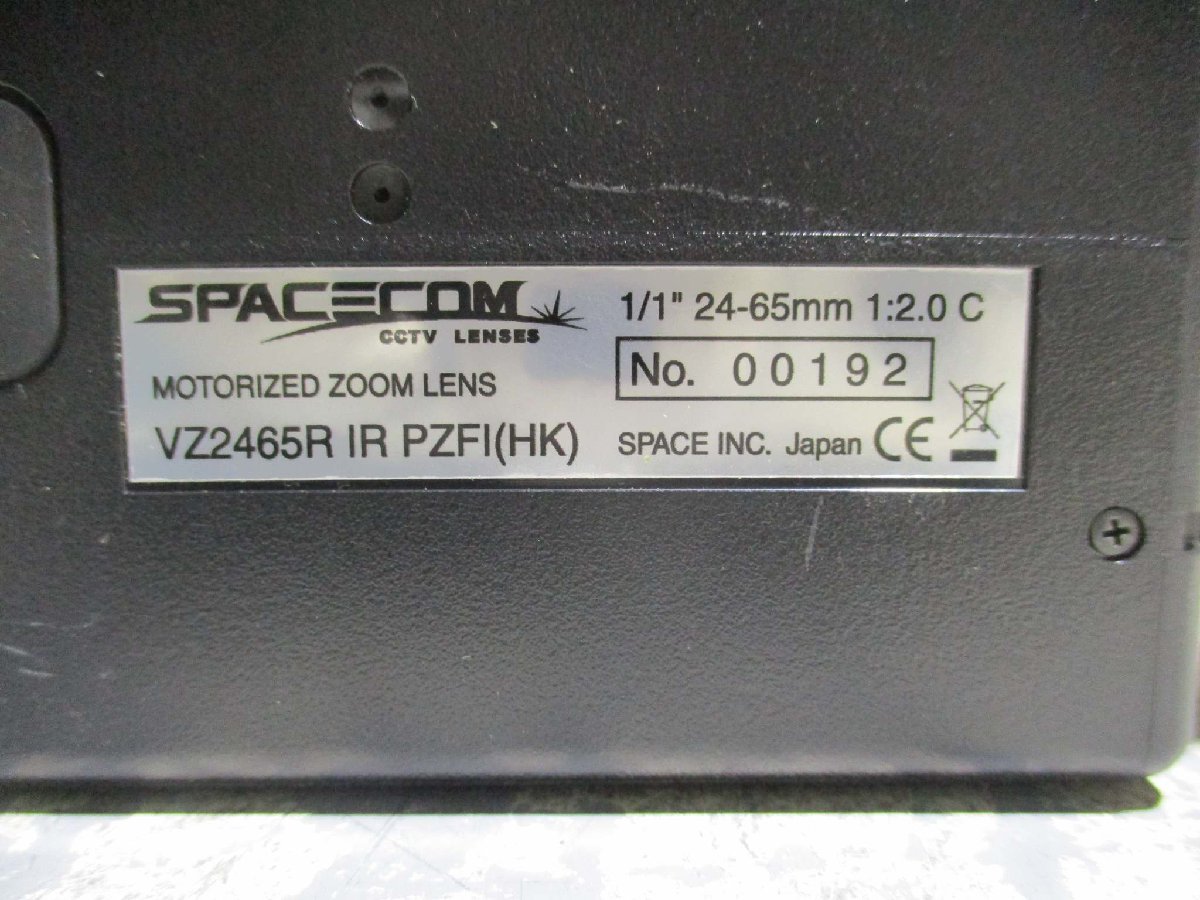 SPACECOM
CCTV LENSES
MOTORIZED ZOOM LENS
VZ2465R IR PZFI(HK)
1/1" 24-65mm 1:2.0 C
No. 00192
SPACE INC. Japan CE